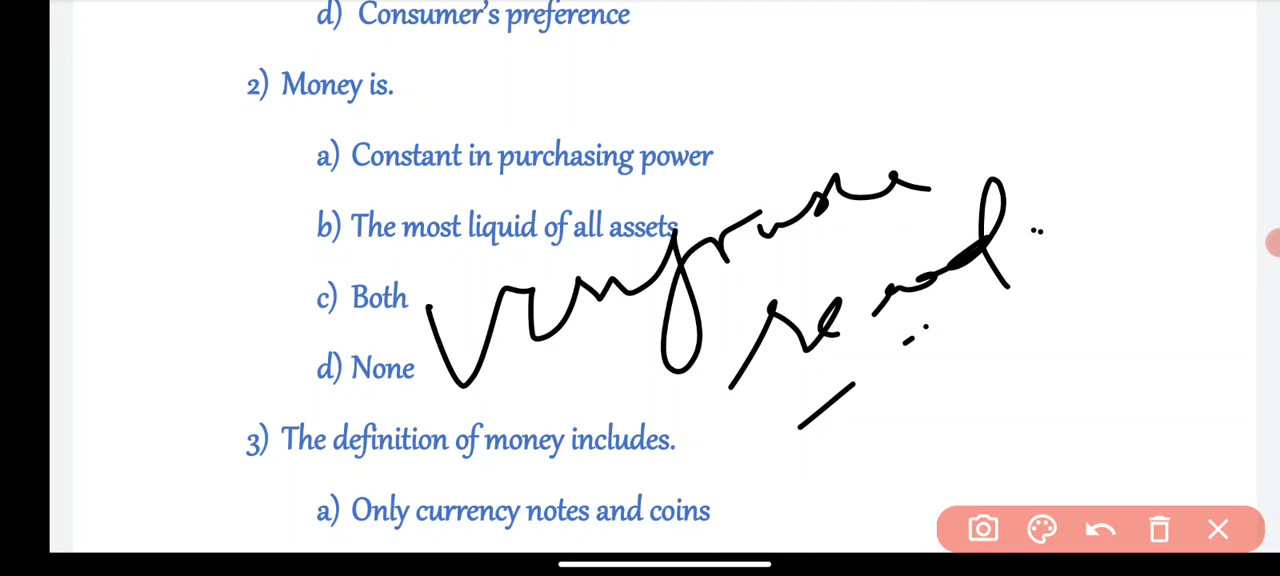 d) Consumer's preference
2) Money is.
a) Constant in purchasing power
b) The most liquid of all assets
c) Both
d) None
3) The definition of money includes.
a) Only currency notes and coins